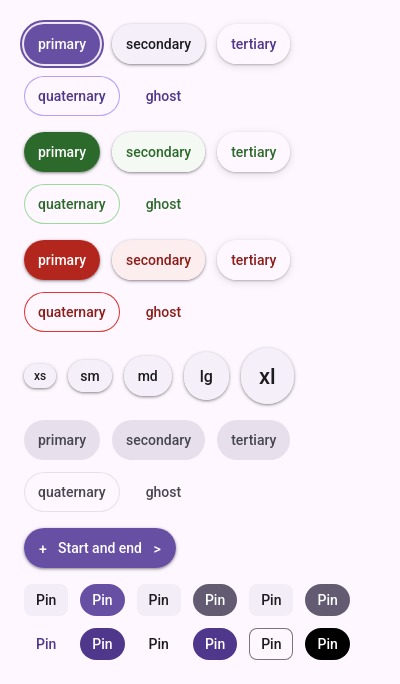 primary secondary tertiary
quaternary ghost
primary secondary tertiary
quaternary ghost
primary secondary tertiary
quaternary ghost
xs sm md lg xl
primary secondary tertiary
quaternary ghost
+ Start and end >
Pin Pin Pin Pin Pin Pin
Pin Pin Pin Pin Pin Pin